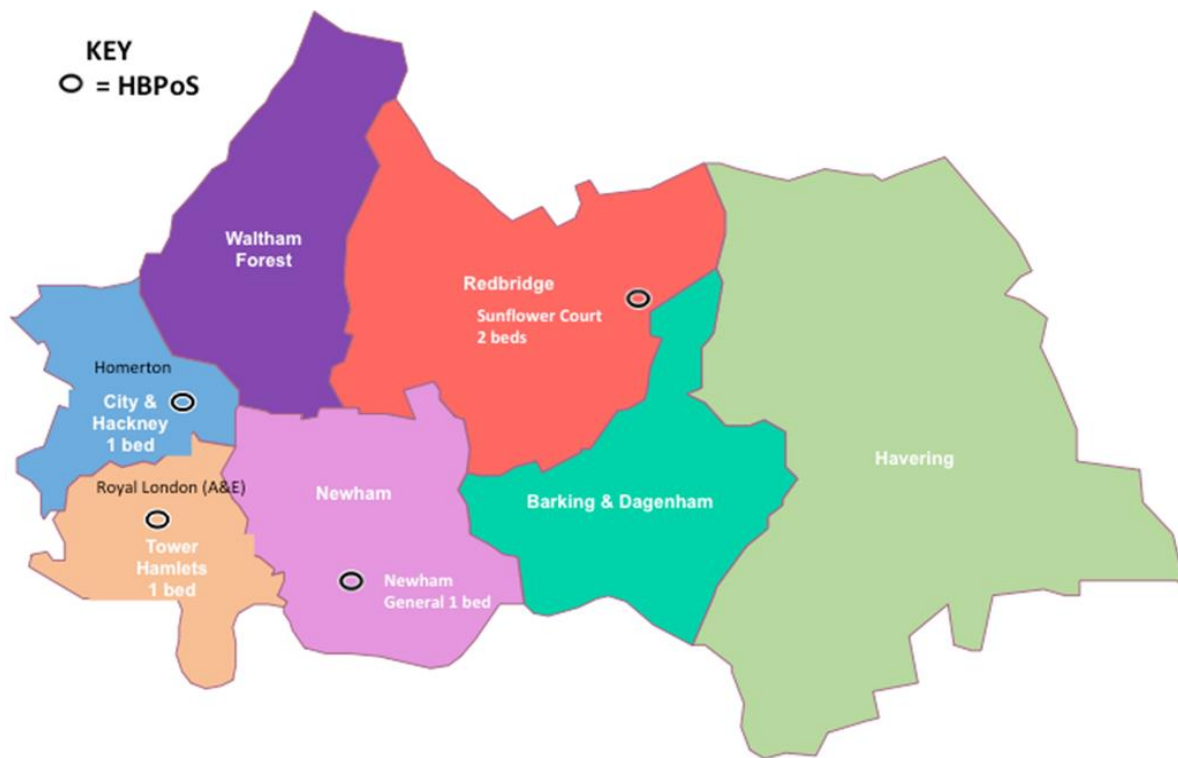 KEY
= HBPoS
Waltham
Forest
Redbridge
Sunflower Court
2 beds
Homerton
City &
Hackney
1 bed
Havering
Royal London (A&E)
Newham
Barking & Dagenham
Tower
Hamlets
1 bed
Newham
General 1 bed